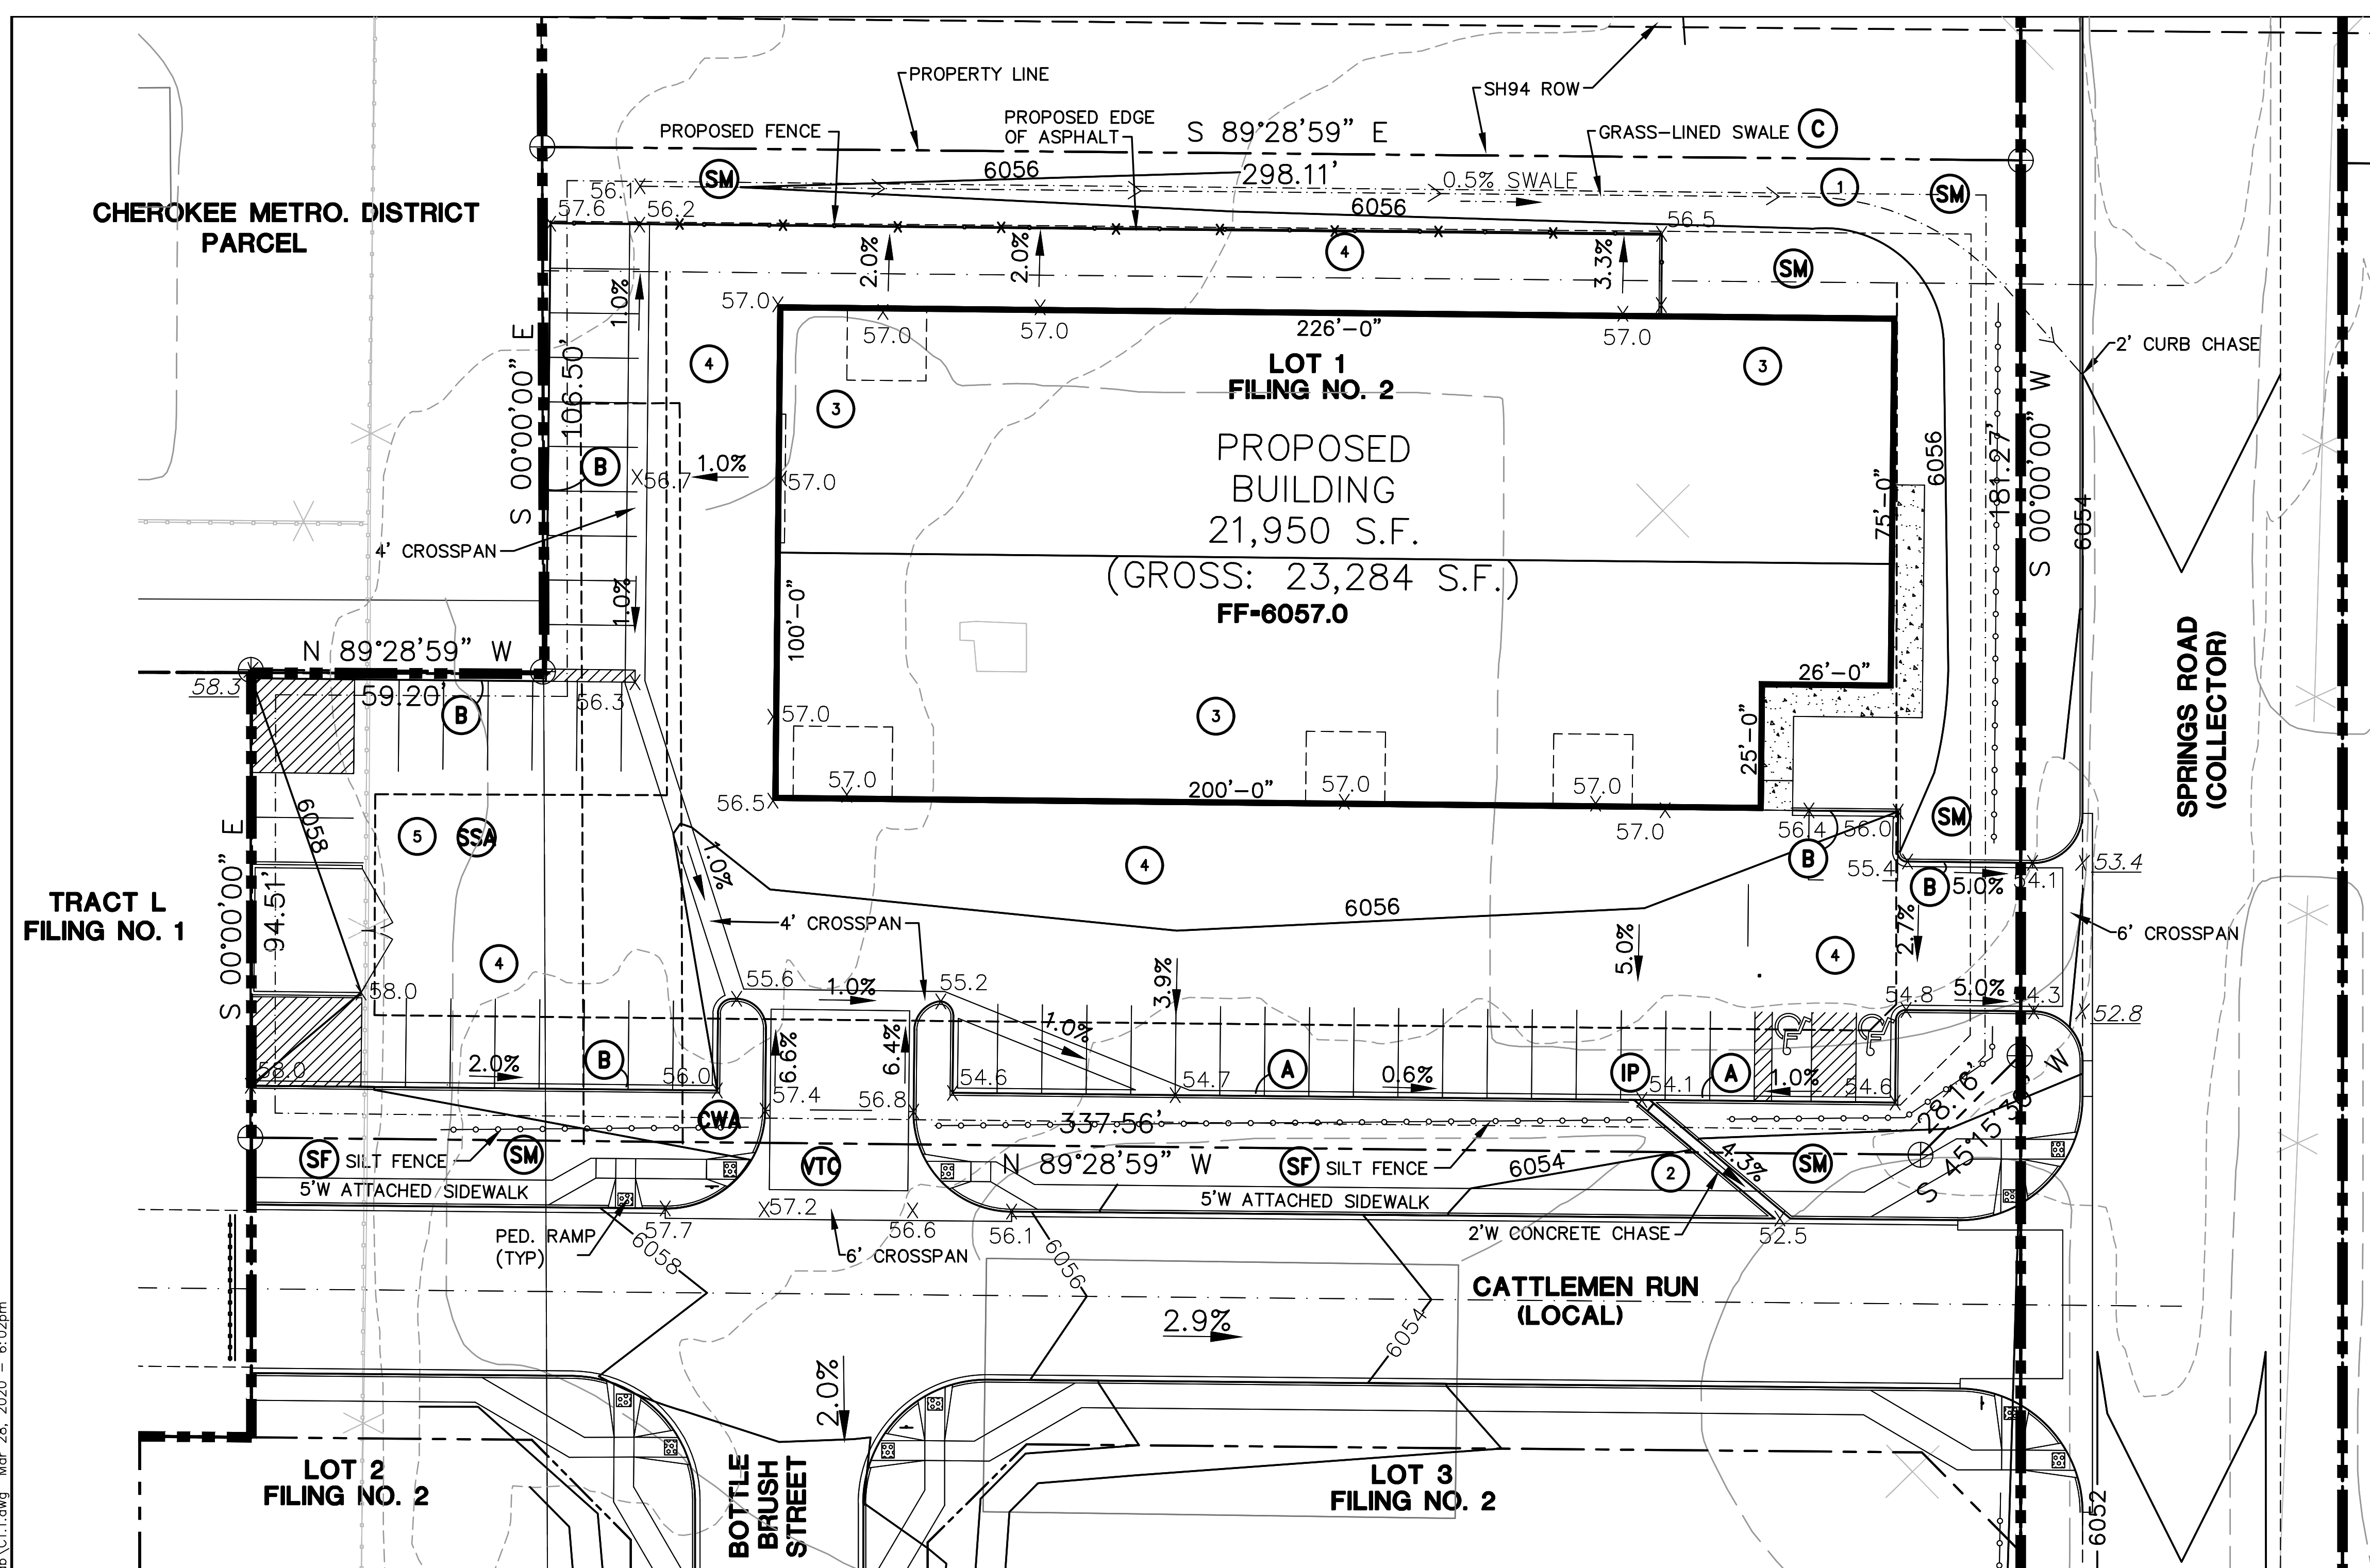 PROPERTY LINE
SH94 ROW
PROPOSED FENCE
PROPOSED EDGE
OF ASPHALT
S 89°28'59" E
GRASS-LINED SWALE
C
SM
6056
298.11'
0.5% SWALE
1
SM
56.1
57.6
56.2
6056
56.5
CHEROKEE METRO. DISTRICT
PARCEL
2.0%
2.0%
4
3.3%
SM
1.0%
57.0
57.0
57.0
226'-0"
57.0
2' CURB CHASE
S 00°00'00" E
106.50'
4
3
LOT 1
FILING NO. 2
3
B
56.7
1.0%
57.0
PROPOSED
BUILDING
21,950 S.F.
(GROSS: 23,284 S.F.)
FF-6057.0
75'-0"
6056
181.27'
S 00°00'00" W
6054
4' CROSSPAN
1.0%
100'-0"
N 89°28'59" W
58.3
59.20'
B
56.3
57.0
3
26'-0"
25'-0"
SPRINGS ROAD
(COLLECTOR)
6058
5
SSA
56.5
57.0
200'-0"
57.0
57.0
57.0
56.4
56.0
SM
1.0%
4
B
55.4
B
5.0%
54.1
53.4
TRACT L
FILING NO. 1
S 00°00'00" E
94.51'
4' CROSSPAN
6056
5.0%
4
2.7%
6' CROSSPAN
4
58.0
55.6
1.0%
55.2
3.9%
54.8
5.0%
54.3
52.8
58.0
2.0%
B
56.0
6.6%
6.4%
1.0%
54.6
54.7
A
0.6%
IP
54.1
A
1.0%
54.6
57.4
56.8
CWA
337.56'
28.16'
S 45°15'38" W
SF
SILT FENCE
SM
VTC
N 89°28'59" W
SF
SILT FENCE
6054
2
4.3%
SM
5'W ATTACHED SIDEWALK
5'W ATTACHED SIDEWALK
PED. RAMP
(TYP)
57.7
57.2
56.6
56.1
6' CROSSPAN
2'W CONCRETE CHASE
52.5
6058
6056
6054
CATTLEMEN RUN
(LOCAL)
2.9%
2.0%
LOT 2
FILING NO. 2
BOTTLE
BRUSH
STREET
LOT 3
FILING NO. 2
6052
C1.1.dwg Mar 28, 2020 - 6:02pm